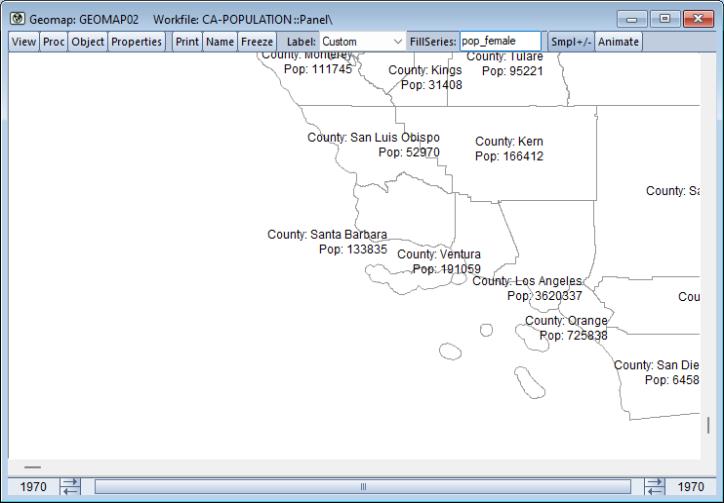 Geomap: GEOMAP02 Workfile: CA-POPULATION::Panel\
View Proc Object Properties Print Name Freeze Label: Custom FillSeries: pop_female Smpl+/- Animate
County: Monterey
Pop: 111745
County: Kings
Pop: 31408
County: Tulare
Pop: 95221
County: San Luis Obispo
Pop: 52970
County: Kern
Pop: 166412
County: Sa
County: Santa Barbara
Pop: 133835
County: Ventura
Pop: 191059
County: Los Angeles
Pop: 3620337
Cou
County: Orange
Pop: 725838
County: San Die
Pop: 6458
1970 1970